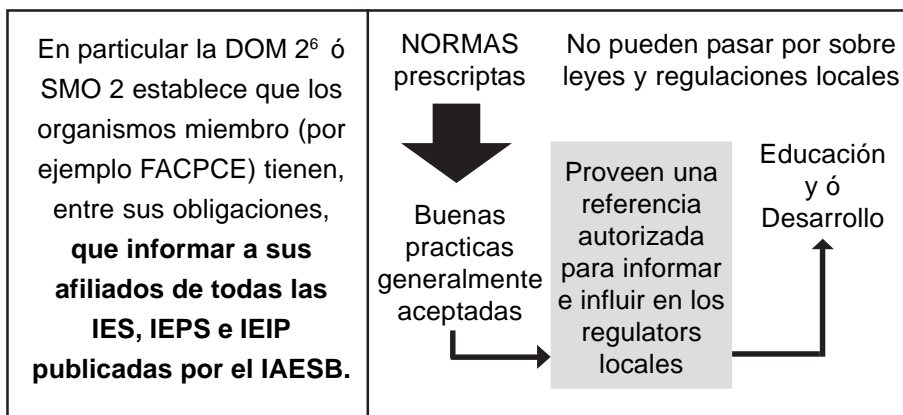 En particular la DOM 2⁶ ó
SMO 2 establece que los
organismos miembro (por
ejemplo FACPCE) tienen,
entre sus obligaciones,
que informar a sus
afiliados de todas las
IES, IEPS e IEIP
publicadas por el IAESB.
NORMAS
prescriptas
No pueden pasar por sobre
leyes y regulaciones locales
Buenas
practicas
generalmente
aceptadas
Proveen una
referencia
autorizada
para informar
e influir en los
regulators
locales
Educación
y ó
Desarrollo